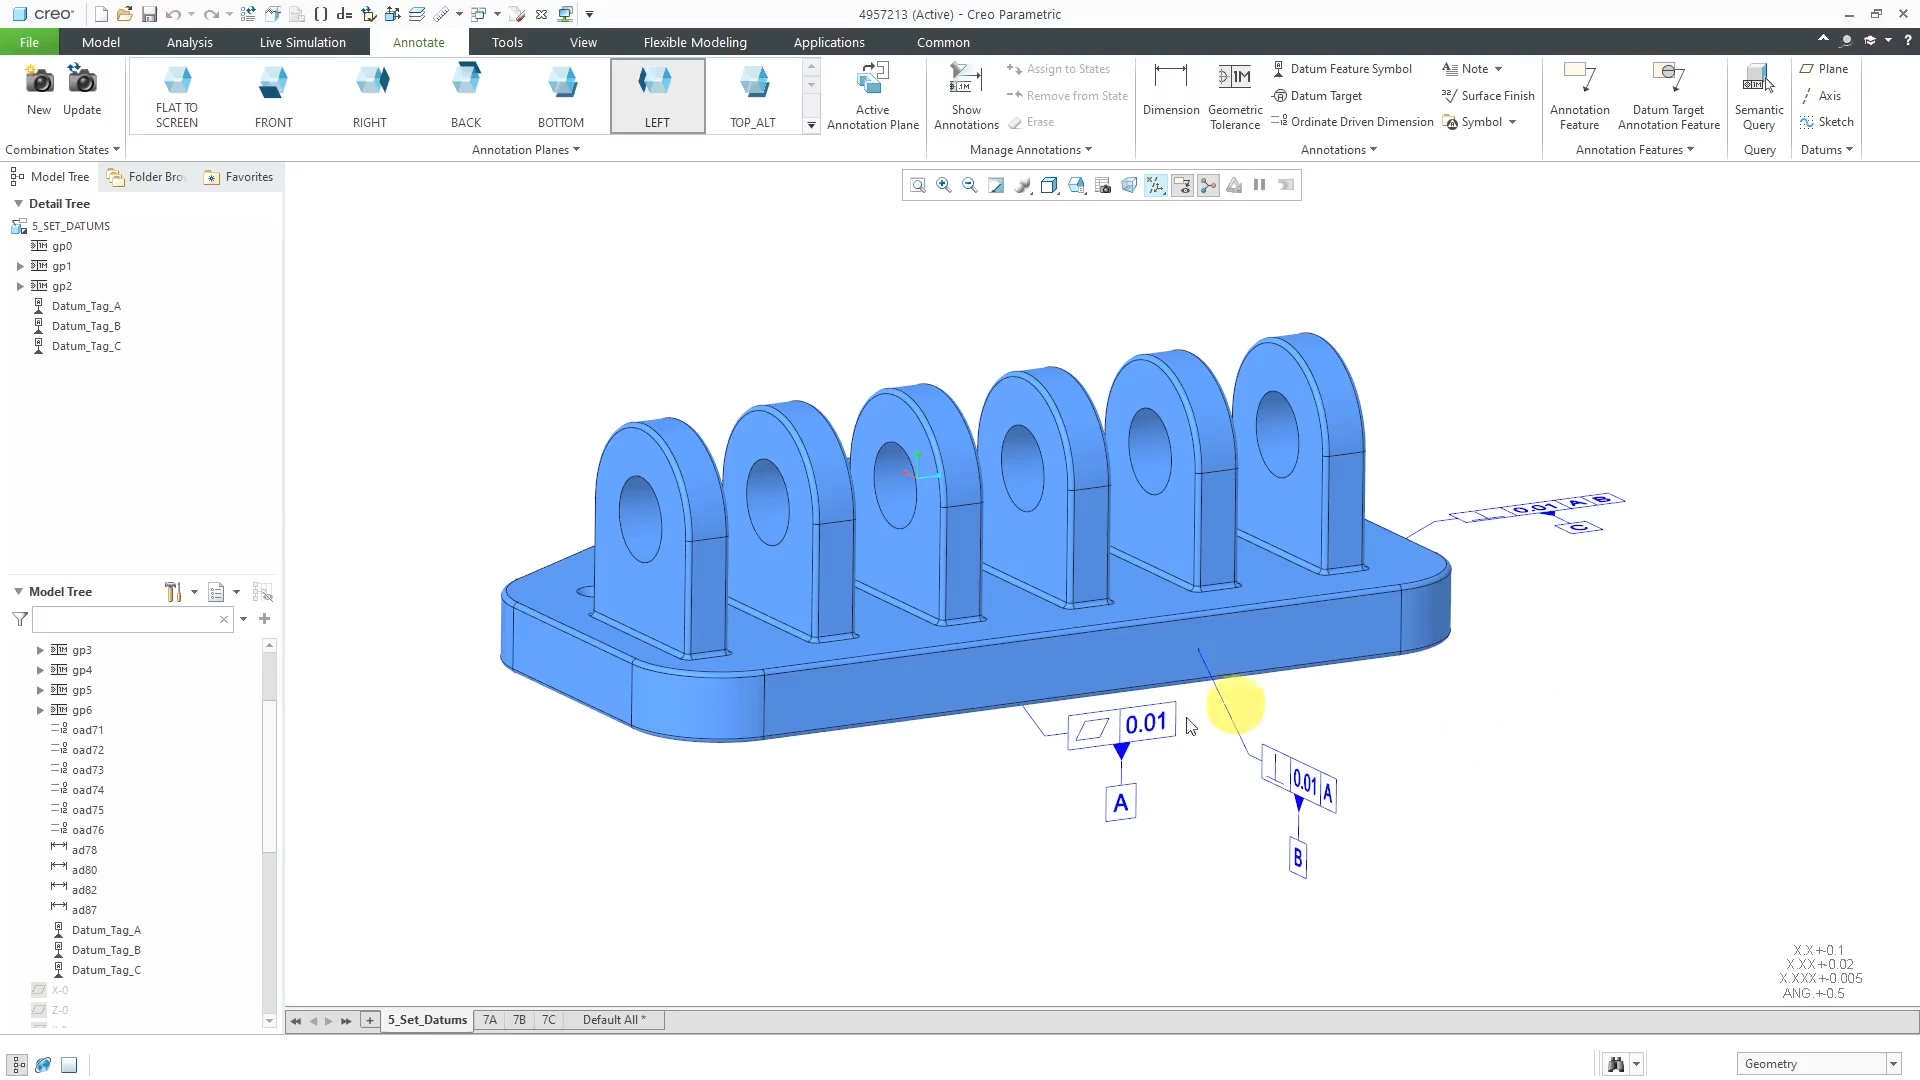 creo
d=
4957213 (Active) - Creo Parametric
File
Model
Analysis
Live Simulation
Annotate
Tools
View
Flexible Modeling
Applications
Common
New
Update
Combination States
FLAT TO
SCREEN
FRONT
RIGHT
BACK
BOTTOM
LEFT
TOP_ALT
Annotation Planes
Active
Annotation Plane
Show
Annotations
Assign to States
Remove from State
Erase
Manage Annotations
Dimension
Geometric
Tolerance
Datum Feature Symbol
Datum Target
Ordinate Driven Dimension
Note
Surface Finish
Symbol
Annotations
Annotation
Feature
Datum Target
Annotation Feature
Annotation Features
Semantic
Query
Query
Plane
Axis
Sketch
Datums
Model Tree
Folder Bro
Favorites
Detail Tree
5_SET_DATUMS
gp0
gp1
gp2
Datum_Tag_A
Datum_Tag_B
Datum_Tag_C
Model Tree
gp3
gp4
gp5
gp6
oad71
oad72
oad73
oad74
oad75
oad76
ad78
ad80
ad82
ad87
Datum_Tag_A
Datum_Tag_B
Datum_Tag_C
X-0
Z-0
0.01 A B
C
0.01
A
0.01 A
B
X.X+-0.1
X.XX+-0.02
X.XXX+-0.005
ANG.+-0.5
5_Set_Datums
7A
7B
7C
Default All *
Geometry